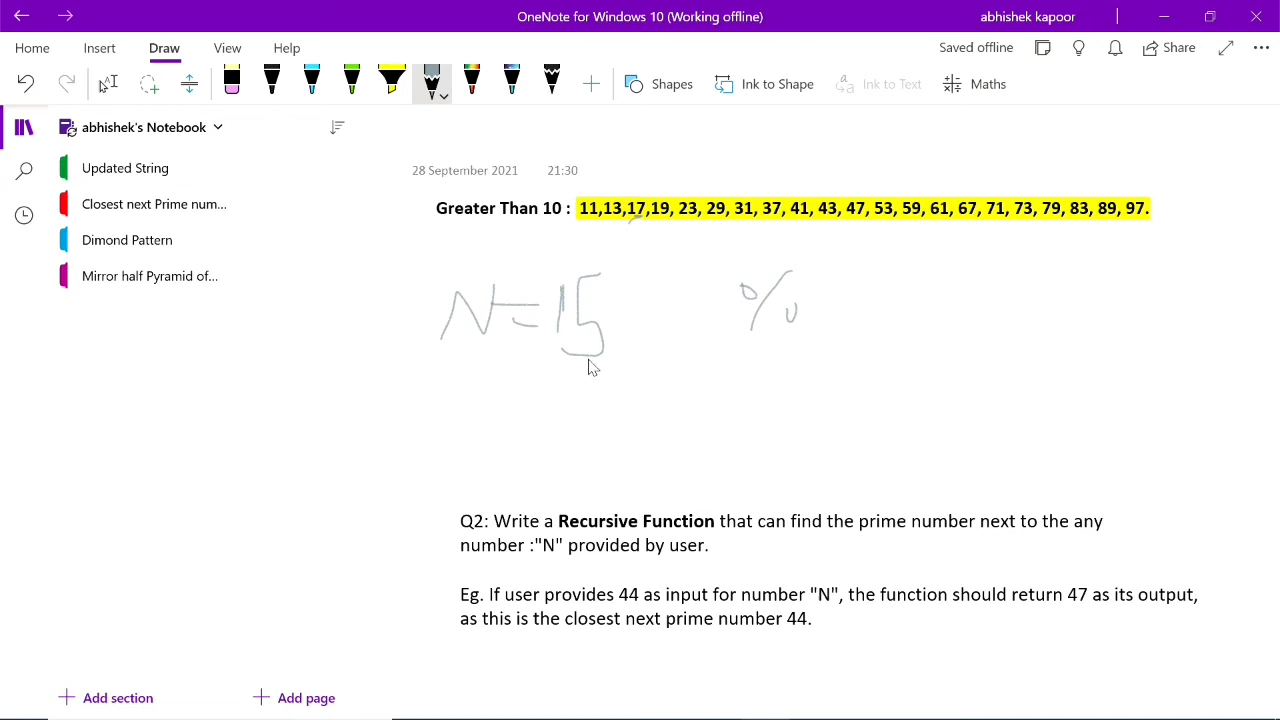 OneNote for Windows 10 (Working offline)
abhishek kapoor
Home Insert Draw View Help
Saved offline Share
Shapes Ink to Shape Ink to Text Maths
abhishek's Notebook
Updated String
Closest next Prime num...
Dimond Pattern
Mirror half Pyramid of...
28 September 2021 21:30
Greater Than 10 : 11,13,17,19, 23, 29, 31, 37, 41, 43, 47, 53, 59, 61, 67, 71, 73, 79, 83, 89, 97.
N=15 %
Q2: Write a Recursive Function that can find the prime number next to the any
number :"N" provided by user.
Eg. If user provides 44 as input for number "N", the function should return 47 as its output,
as this is the closest next prime number 44.
Add section Add page